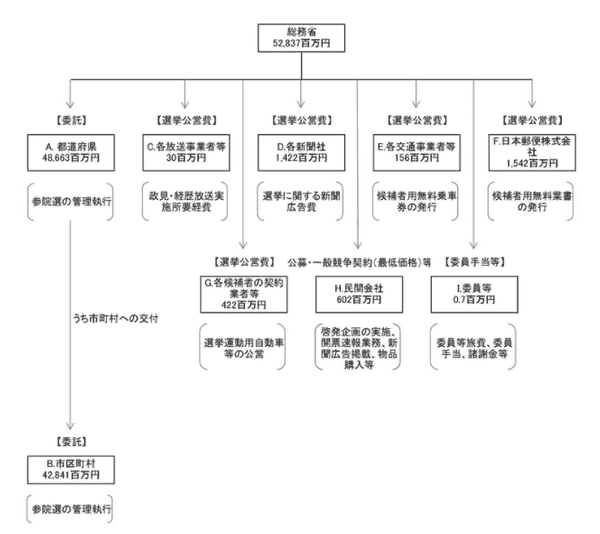 総務省
52,837百万円
【委託】
A. 都道府県
48,663百万円
参院選の管理執行
【選挙公営費】
C.各放送事業者等
30百万円
政見・経歴放送実
施所要経費
【選挙公営費】
D.各新聞社
1,422百万円
選挙に関する新聞
広告費
【選挙公営費】
E.各交通事業者等
156百万円
候補者用無料乗車
券の発行
【選挙公営費】
F.日本郵便株式会
社
1,542百万円
候補者用無料葉書
の発行
【選挙公営費】
G.各候補者の契約
業者等
422百万円
選挙運動用自動車
等の公営
公募・一般競争契約(最低価格)等
H.民間会社
602百万円
啓発企画の実施、
開票速報業務、新
聞広告掲載、物品
購入等
【委員手当等】
I.委員等
0.7百万円
委員等旅費、委員
手当、諸謝金等
うち市町村への交付
【委託】
B.市区町村
42,841百万円
参院選の管理執行